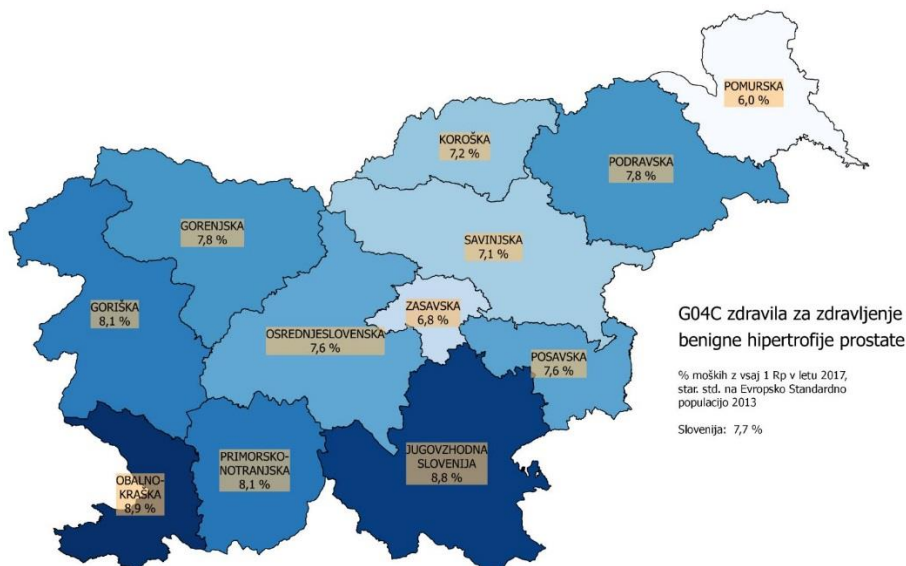 POMURSKA
6,0 %
KOROŠKA
7,2 %
PODRAVSKA
7,8 %
GORENJSKA
7,8 %
SAVINJSKA
7,1 %
GORIŠKA
8,1 %
ZASAVSKA
6,8 %
OSREDNJESLOVENSKA
7,6 %
POSAVSKA
7,6 %
G04C zdravila za zdravljenje
benigne hipertrofije prostate
% moških z vsaj 1 Rp v letu 2017,
star. std. na Evropsko Standardno
populacijo 2013
Slovenija: 7,7 %
JUGOVZHODNA
SLOVENIJA
8,8 %
PRIMORSKO-
NOTRANJSKA
8,1 %
OBALNO-
KRAŠKA
8,9 %